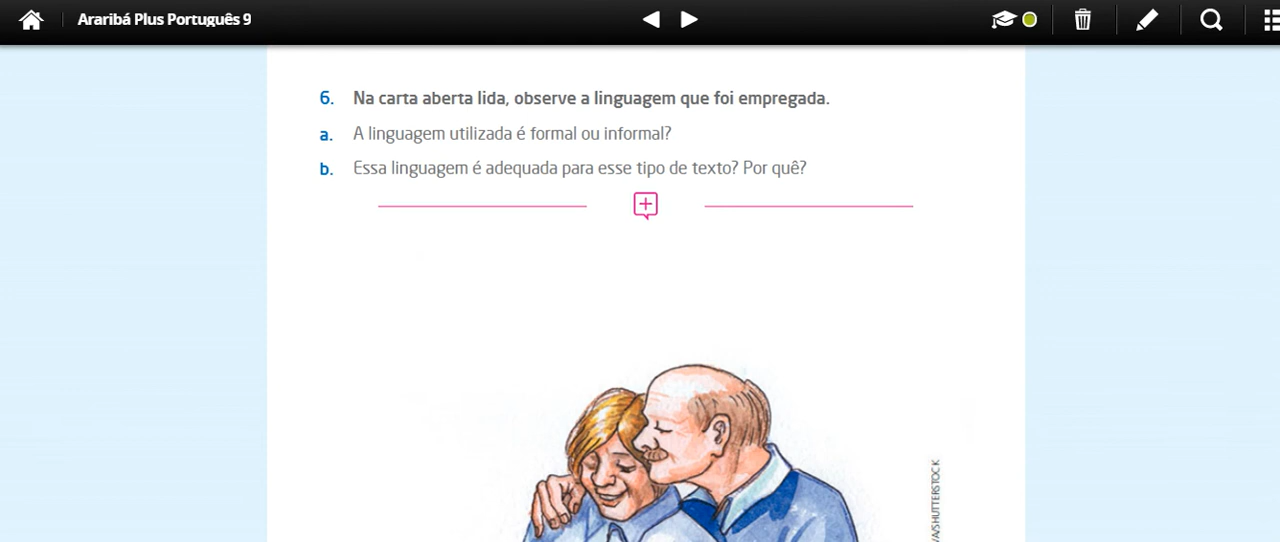 Araribá Plus Português 9
6. Na carta aberta lida, observe a linguagem que foi empregada.
a. A linguagem utilizada é formal ou informal?
b. Essa linguagem é adequada para esse tipo de texto? Por quê?
A/SHUTTERSTOCK